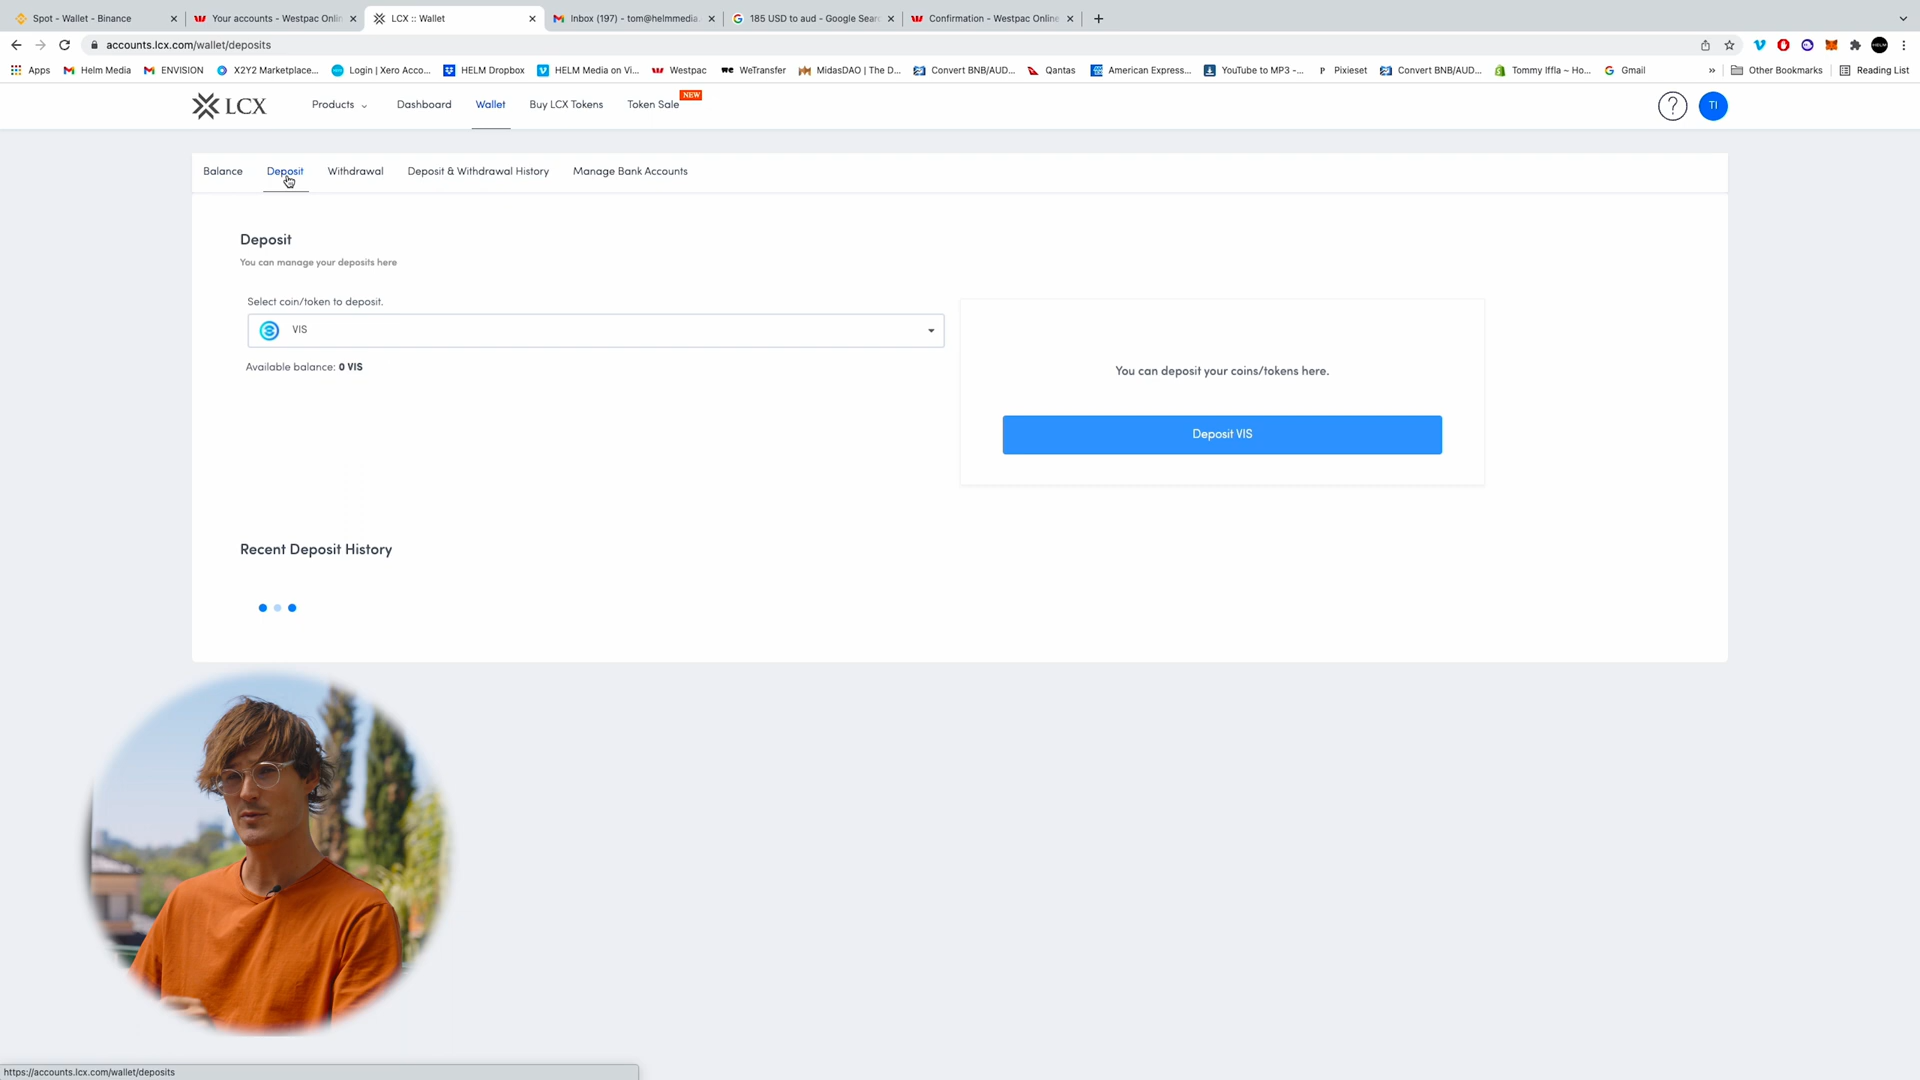 Spot - Wallet - Binance
Your accounts - Westpac Onlin
LCX :: Wallet
Inbox (197) - tom@helmmedia.
185 USD to aud - Google Searc
Confirmation - Westpac Online
accounts.lcx.com/wallet/deposits
Apps
Helm Media
ENVISION
X2Y2 Marketplace...
Login | Xero Acco...
HELM Dropbox
HELM Media on Vi...
Westpac
we WeTransfer
MidasDAO | The D...
Convert BNB/AUD...
Qantas
American Express...
YouTube to MP3 -...
P Pixieset
Convert BNB/AUD...
Tommy Iffla ~ Ho...
Gmail
»
Other Bookmarks
Reading List
LCX
Products
Dashboard
Wallet
Buy LCX Tokens
Token Sale
NEW
?
TI
Balance
Deposit
Withdrawal
Deposit & Withdrawal History
Manage Bank Accounts
Deposit
You can manage your deposits here
Select coin/token to deposit.
VIS
Available balance: 0 VIS
You can deposit your coins/tokens here.
Deposit VIS
Recent Deposit History
https://accounts.lcx.com/wallet/deposits